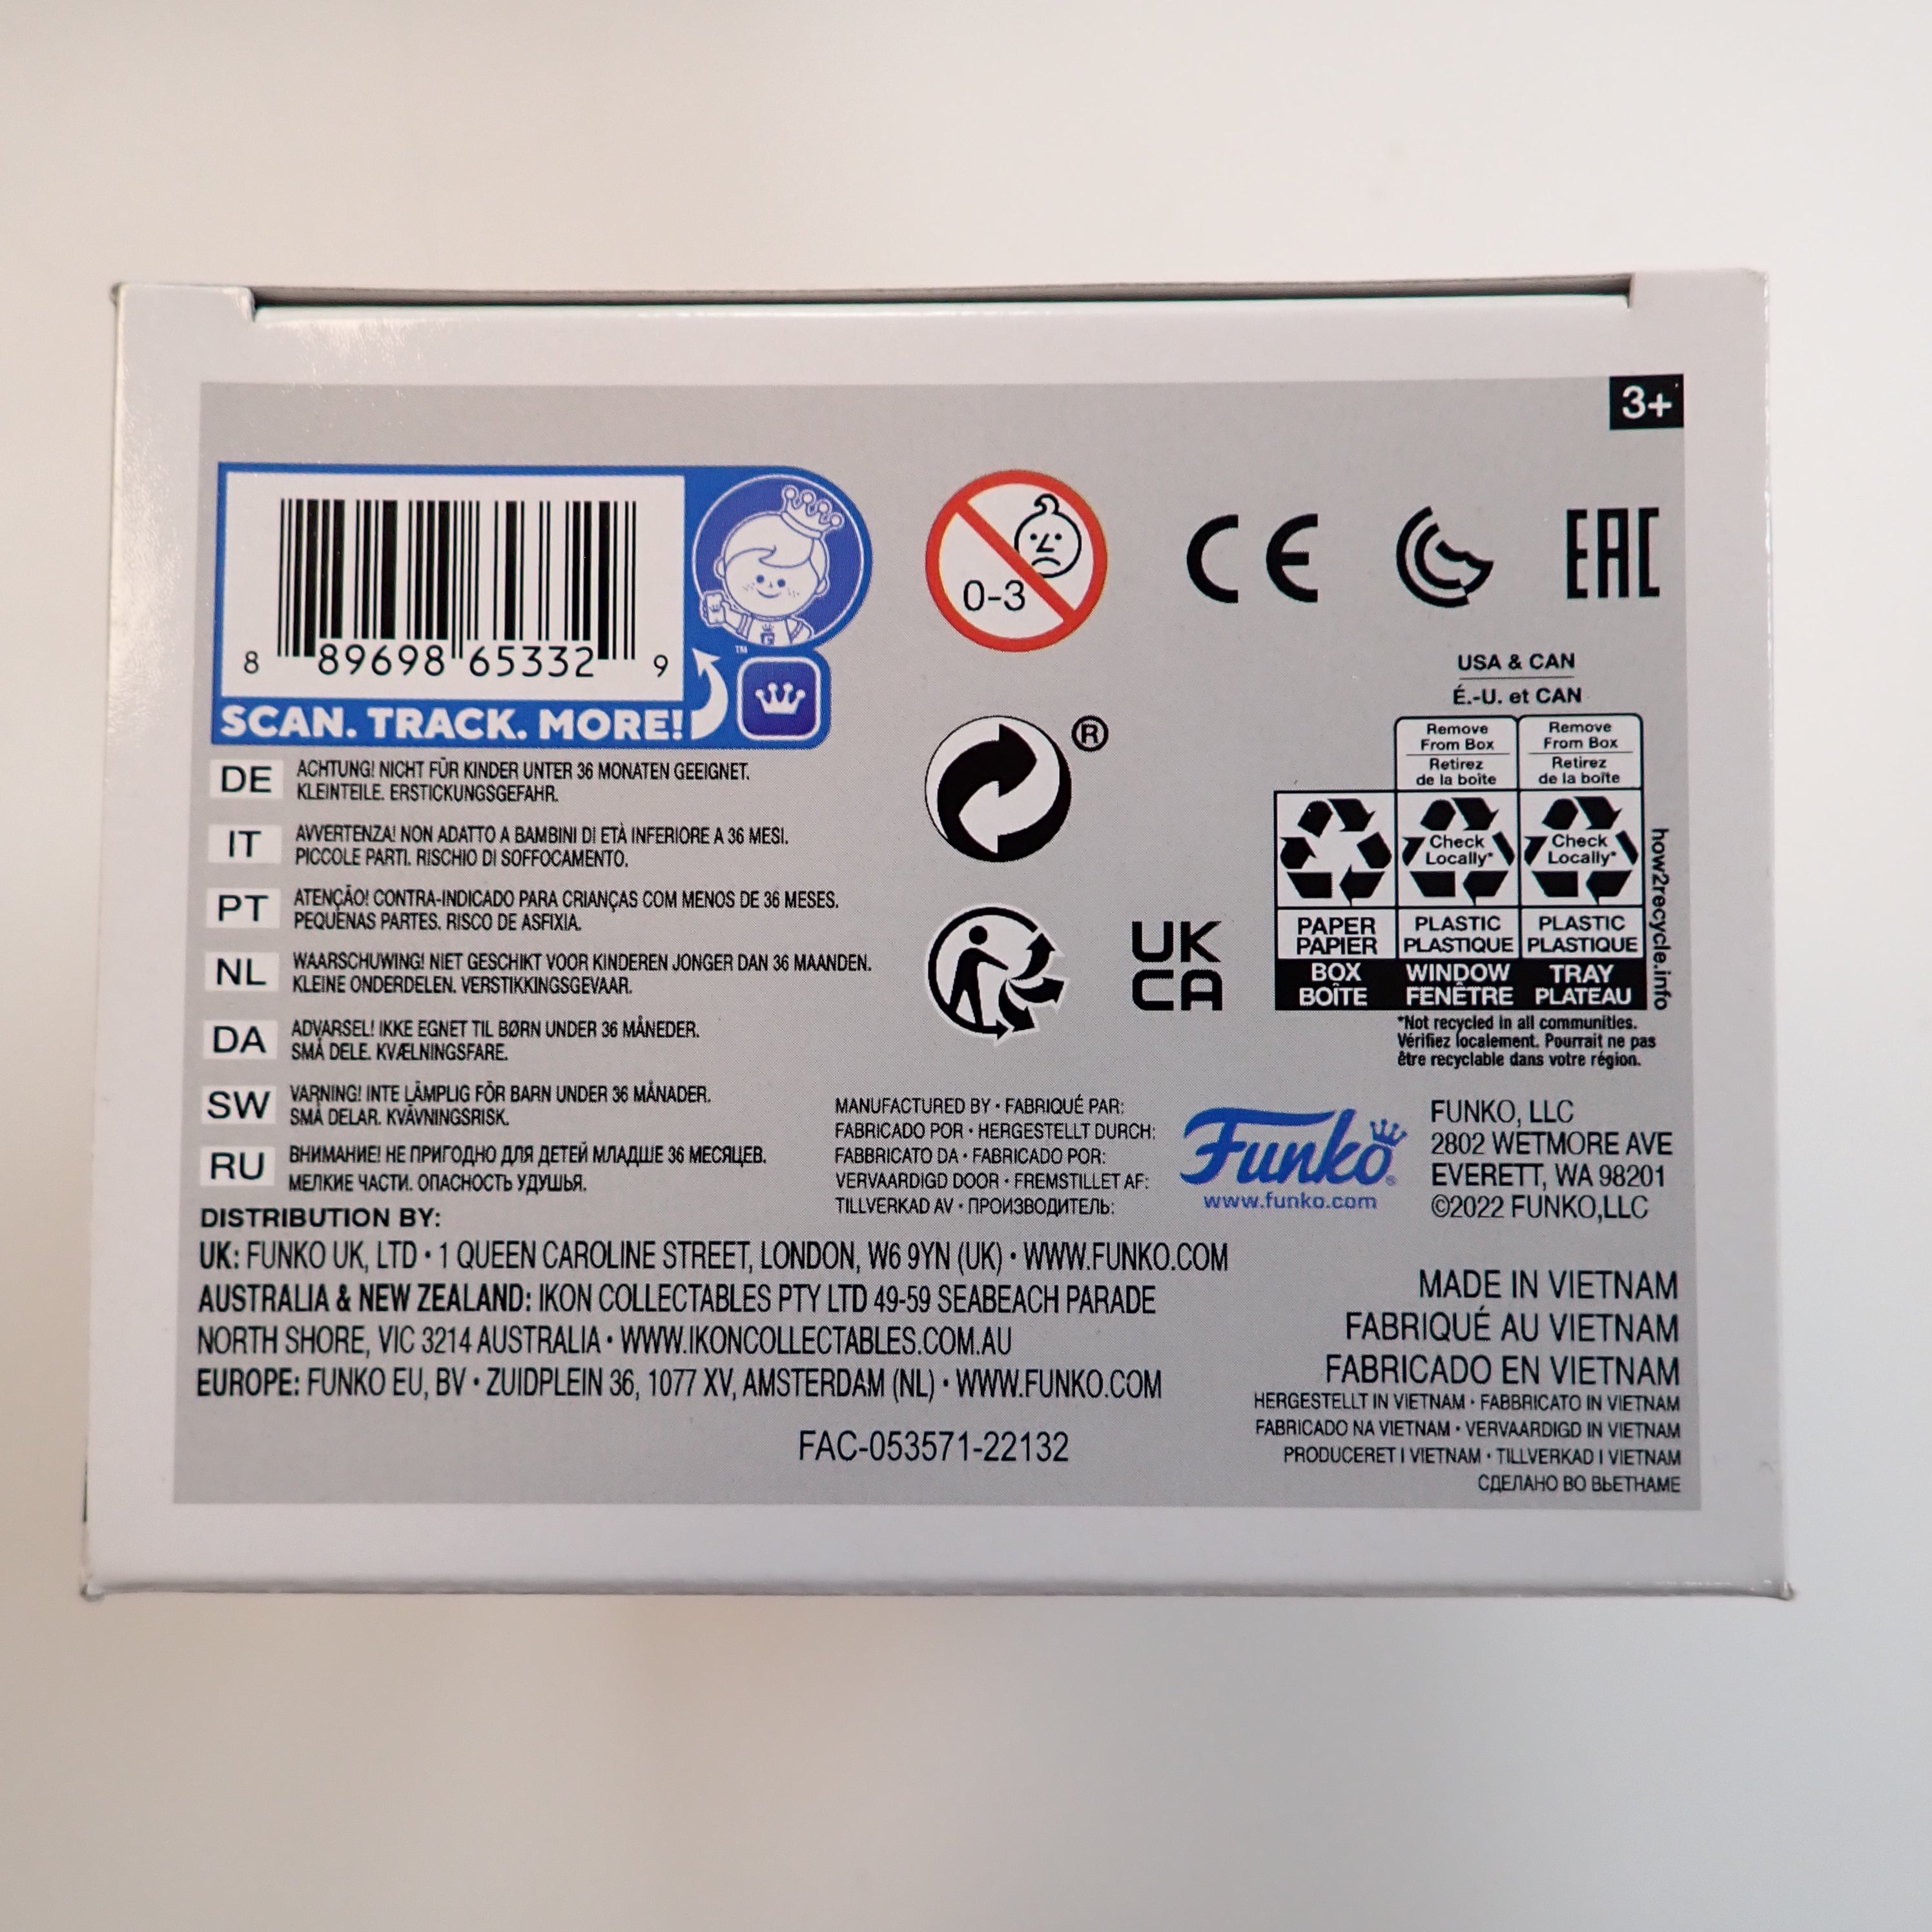 3+
8 89698 65332 9
SCAN. TRACK. MORE!
™
0-3
CE
EAC
®
UK
CA
USA & CAN
É.-U. et CAN
Remove
From Box
Retirez
de la boîte
Remove
From Box
Retirez
de la boîte
Check
Locally*
Check
Locally*
PAPER
PAPIER
PLASTIC
PLASTIQUE
PLASTIC
PLASTIQUE
BOX
BOÎTE
WINDOW
FENÊTRE
TRAY
PLATEAU
how2recycle.info
*Not recycled in all communities.
Vérifiez localement. Pourrait ne pas
être recyclable dans votre région.
DE ACHTUNG! NICHT FÜR KINDER UNTER 36 MONATEN GEEIGNET.
KLEINTEILE. ERSTICKUNGSGEFAHR.
IT AVVERTENZA! NON ADATTO A BAMBINI DI ETÀ INFERIORE A 36 MESI.
PICCOLE PARTI. RISCHIO DI SOFFOCAMENTO.
PT ATENÇÃO! CONTRA-INDICADO PARA CRIANÇAS COM MENOS DE 36 MESES.
PEQUENAS PARTES. RISCO DE ASFIXIA.
NL WAARSCHUWING! NIET GESCHIKT VOOR KINDEREN JONGER DAN 36 MAANDEN.
KLEINE ONDERDELEN. VERSTIKKINGSGEVAAR.
DA ADVARSEL! IKKE EGNET TIL BØRN UNDER 36 MÅNEDER.
SMÅ DELE. KVÆLNINGSFARE.
SW VARNING! INTE LÄMPLIG FÖR BARN UNDER 36 MÅNADER.
SMÅ DELAR. KVÄVNINGSRISK.
RU ВНИМАНИЕ! НЕ ПРИГОДНО ДЛЯ ДЕТЕЙ МЛАДШЕ 36 МЕСЯЦЕВ.
МЕЛКИЕ ЧАСТИ. ОПАСНОСТЬ УДУШЬЯ.
MANUFACTURED BY • FABRIQUÉ PAR:
FABRICADO POR • HERGESTELLT DURCH:
FABBRICATO DA • FABRICADO POR:
VERVAARDIGD DOOR • FREMSTILLET AF:
TILLVERKAD AV • ПРОИЗВОДИТЕЛЬ:
Funko®
www.funko.com
FUNKO, LLC
2802 WETMORE AVE
EVERETT, WA 98201
©2022 FUNKO,LLC
DISTRIBUTION BY:
UK: FUNKO UK, LTD • 1 QUEEN CAROLINE STREET, LONDON, W6 9YN (UK) • WWW.FUNKO.COM
AUSTRALIA & NEW ZEALAND: IKON COLLECTABLES PTY LTD 49-59 SEABEACH PARADE
NORTH SHORE, VIC 3214 AUSTRALIA • WWW.IKONCOLLECTABLES.COM.AU
EUROPE: FUNKO EU, BV • ZUIDPLEIN 36, 1077 XV, AMSTERDAM (NL) • WWW.FUNKO.COM
FAC-053571-22132
MADE IN VIETNAM
FABRIQUÉ AU VIETNAM
FABRICADO EN VIETNAM
HERGESTELLT IN VIETNAM • FABBRICATO IN VIETNAM
FABRICADO NA VIETNAM • VERVAARDIGD IN VIETNAM
PRODUCERET I VIETNAM • TILLVERKAD I VIETNAM
СДЕЛАНО ВО ВЬЕТНАМЕ